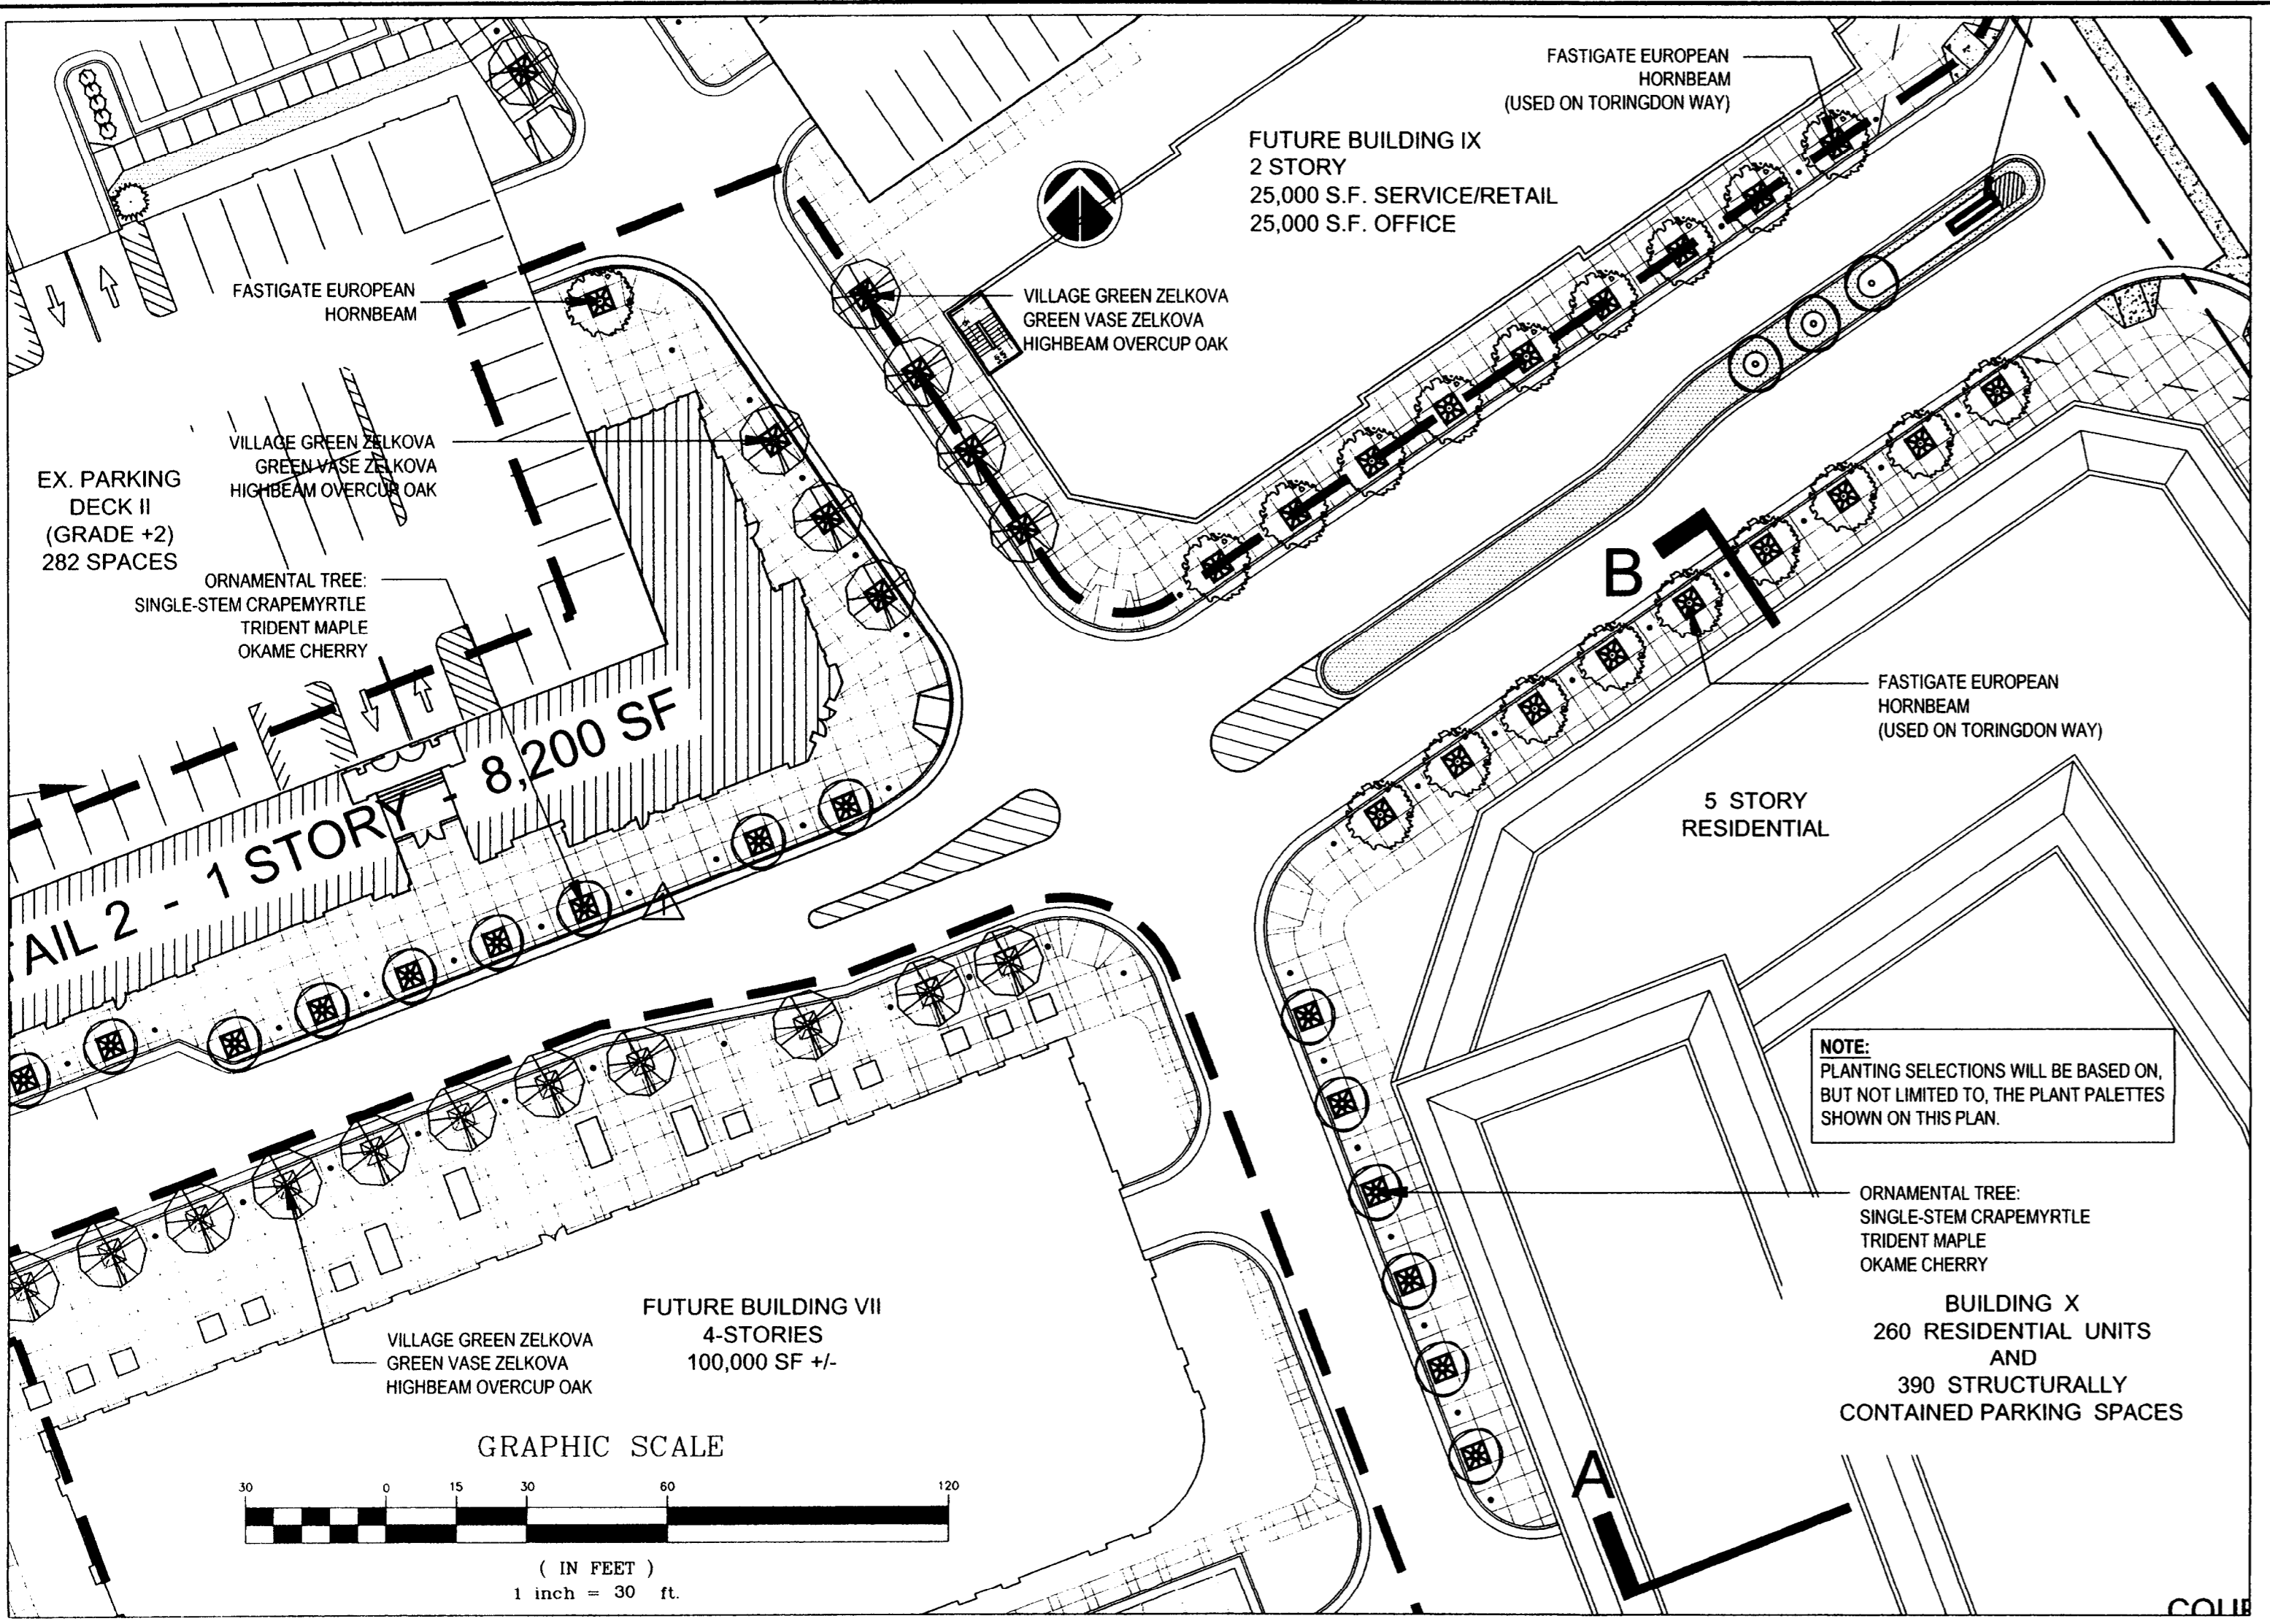 FASTIGATE EUROPEAN
HORNBEAM
(USED ON TORINGDON WAY)
FUTURE BUILDING IX
2 STORY
25,000 S.F. SERVICE/RETAIL
25,000 S.F. OFFICE
FASTIGATE EUROPEAN
HORNBEAM
VILLAGE GREEN ZELKOVA
GREEN VASE ZELKOVA
HIGHBEAM OVERCUP OAK
VILLAGE GREEN ZELKOVA
GREEN VASE ZELKOVA
HIGHBEAM OVERCUP OAK
EX. PARKING
DECK II
(GRADE +2)
282 SPACES
ORNAMENTAL TREE:
SINGLE-STEM CRAPEMYRTLE
TRIDENT MAPLE
OKAME CHERRY
B
FASTIGATE EUROPEAN
HORNBEAM
(USED ON TORINGDON WAY)
AIL 2 - 1 STORY - 8,200 SF
5 STORY
RESIDENTIAL
1
NOTE:
PLANTING SELECTIONS WILL BE BASED ON,
BUT NOT LIMITED TO, THE PLANT PALETTES
SHOWN ON THIS PLAN.
ORNAMENTAL TREE:
SINGLE-STEM CRAPEMYRTLE
TRIDENT MAPLE
OKAME CHERRY
BUILDING X
260 RESIDENTIAL UNITS
AND
390 STRUCTURALLY
CONTAINED PARKING SPACES
FUTURE BUILDING VII
4-STORIES
100,000 SF +/-
VILLAGE GREEN ZELKOVA
GREEN VASE ZELKOVA
HIGHBEAM OVERCUP OAK
GRAPHIC SCALE
30 0 15 30 60 120
( IN FEET )
1 inch = 30 ft.
A